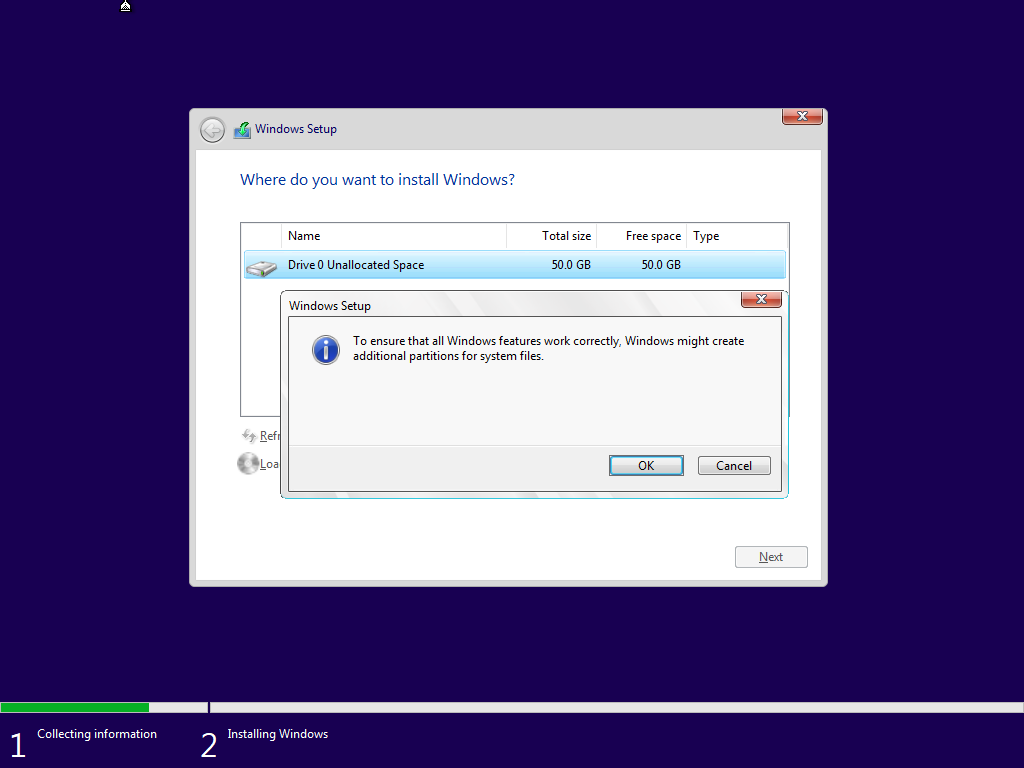 Windows Setup
Where do you want to install Windows?
Name Total size Free space Type
Drive 0 Unallocated Space 50.0 GB 50.0 GB
Windows Setup
To ensure that all Windows features work correctly, Windows might create
additional partitions for system files.
Refr
Loa
OK Cancel
Next
1 Collecting information
2 Installing Windows